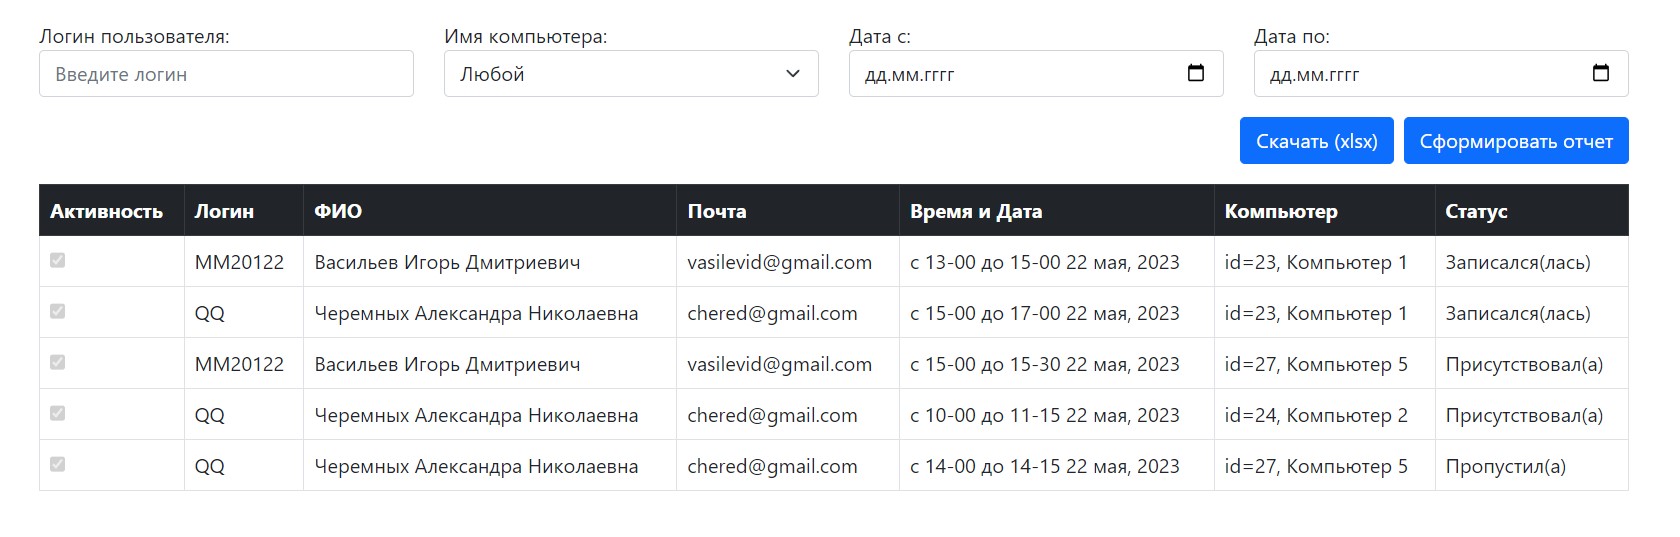 Логин пользователя: Имя компьютера: Дата с: Дата по:
Введите логин Любой дд.мм.гггг дд.мм.гггг
Скачать (xlsx) Сформировать отчет
Активность Логин ФИО Почта Время и Дата Компьютер Статус
MM20122 Васильев Игорь Дмитриевич vasilevid@gmail.com с 13-00 до 15-00 22 мая, 2023 id=23, Компьютер 1 Записался(лась)
QQ Черемных Александра Николаевна chered@gmail.com с 15-00 до 17-00 22 мая, 2023 id=23, Компьютер 1 Записался(лась)
MM20122 Васильев Игорь Дмитриевич vasilevid@gmail.com с 15-00 до 15-30 22 мая, 2023 id=27, Компьютер 5 Присутствовал(а)
QQ Черемных Александра Николаевна chered@gmail.com с 10-00 до 11-15 22 мая, 2023 id=24, Компьютер 2 Присутствовал(а)
QQ Черемных Александра Николаевна chered@gmail.com с 14-00 до 14-15 22 мая, 2023 id=27, Компьютер 5 Пропустил(а)